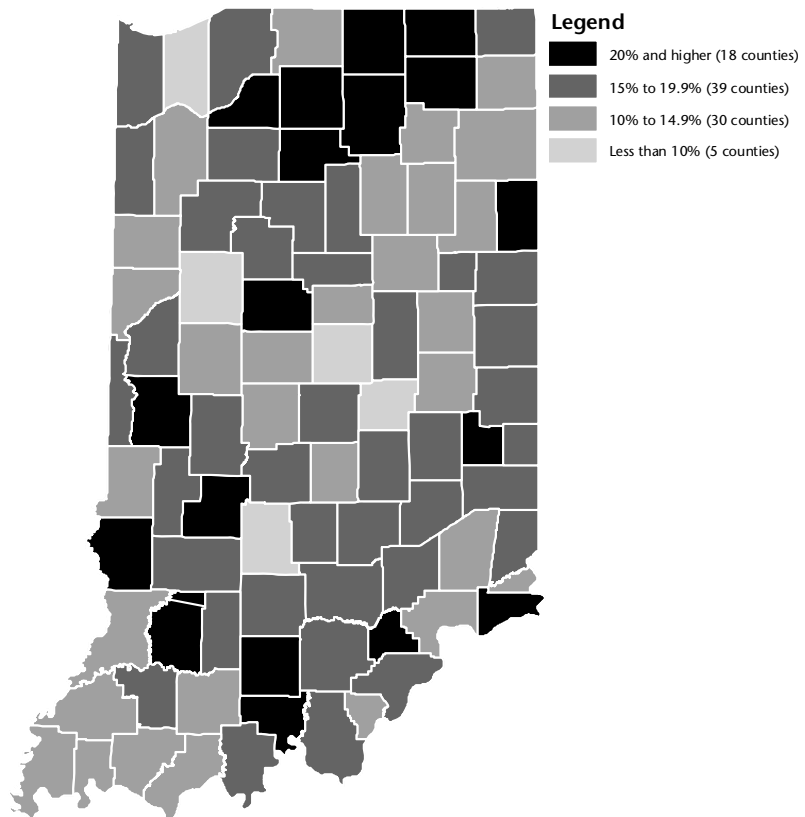 Legend
20% and higher (18 counties)
15% to 19.9% (39 counties)
10% to 14.9% (30 counties)
Less than 10% (5 counties)